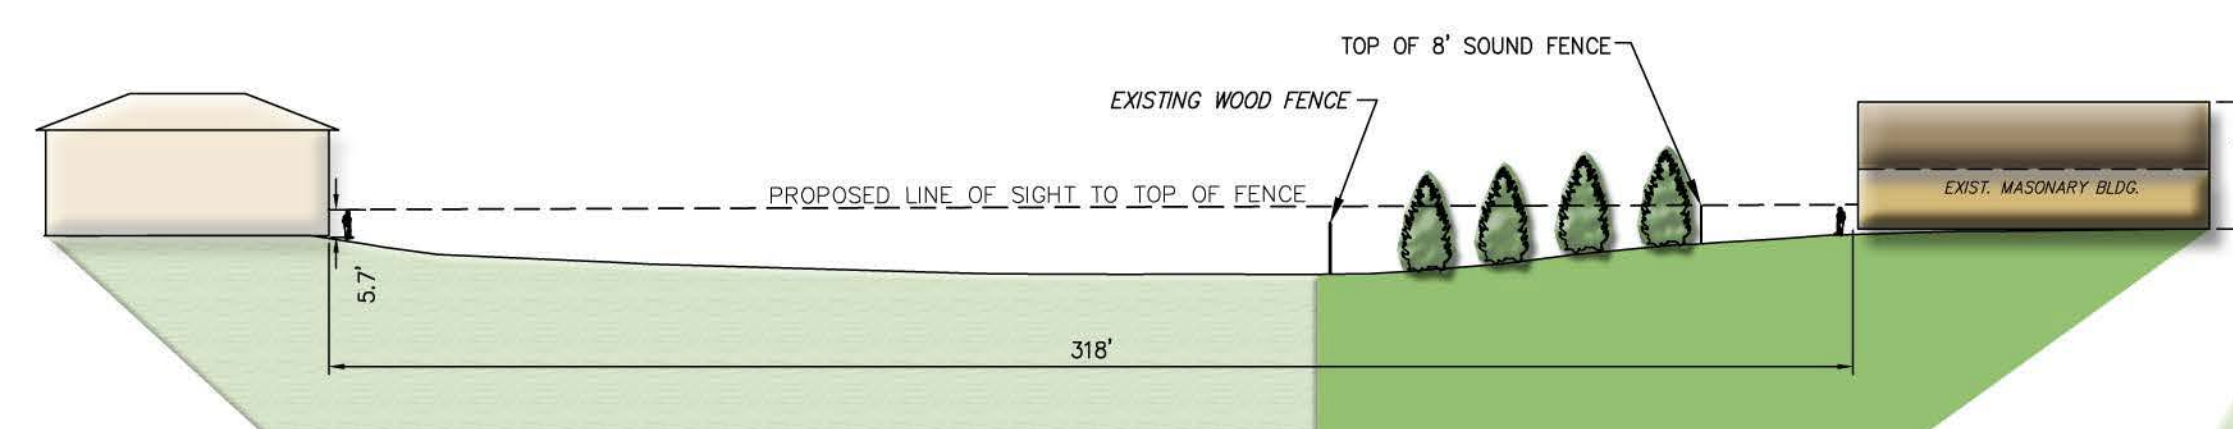 TOP OF 8' SOUND FENCE
EXISTING WOOD FENCE
PROPOSED LINE OF SIGHT TO TOP OF FENCE
EXIST. MASONARY BLDG.
5.7'
318'